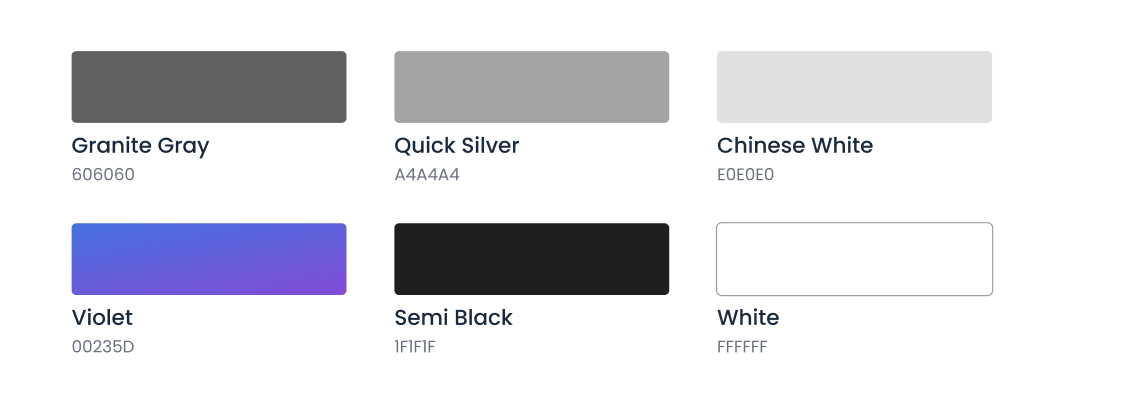 Granite Gray
606060
Quick Silver
A4A4A4
Chinese White
E0E0E0
Violet
00235D
Semi Black
1F1F1F
White
FFFFFF